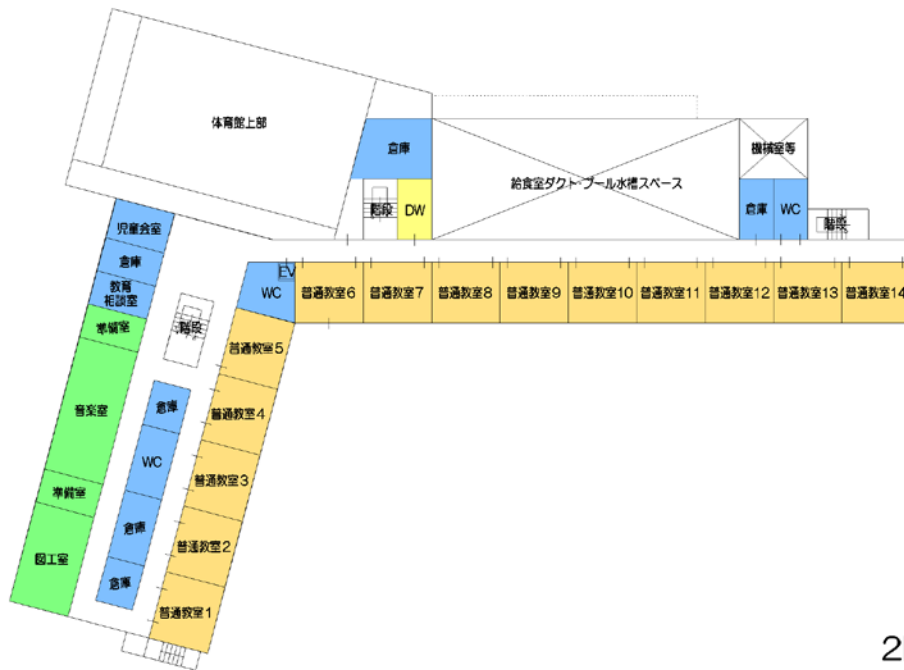 体育館上部
倉庫
機械室等
給食室ダクト・プール水槽スペース
階段
DW
倉庫
WC
階段
児童会室
倉庫
教育
相談室
準備室
音楽室
準備室
図工室
階段
倉庫
WC
倉庫
倉庫
EV
WC
普通教室6
普通教室7
普通教室8
普通教室9
普通教室10
普通教室11
普通教室12
普通教室13
普通教室14
普通教室5
普通教室4
普通教室3
普通教室2
普通教室1
2